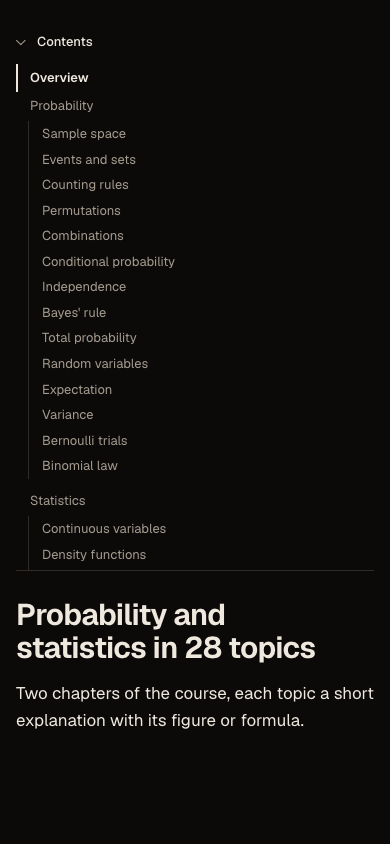 Contents
Overview
Probability
Sample space
Events and sets
Counting rules
Permutations
Combinations
Conditional probability
Independence
Bayes' rule
Total probability
Random variables
Expectation
Variance
Bernoulli trials
Binomial law
Statistics
Continuous variables
Density functions
Probability and
statistics in 28 topics
Two chapters of the course, each topic a short
explanation with its figure or formula.